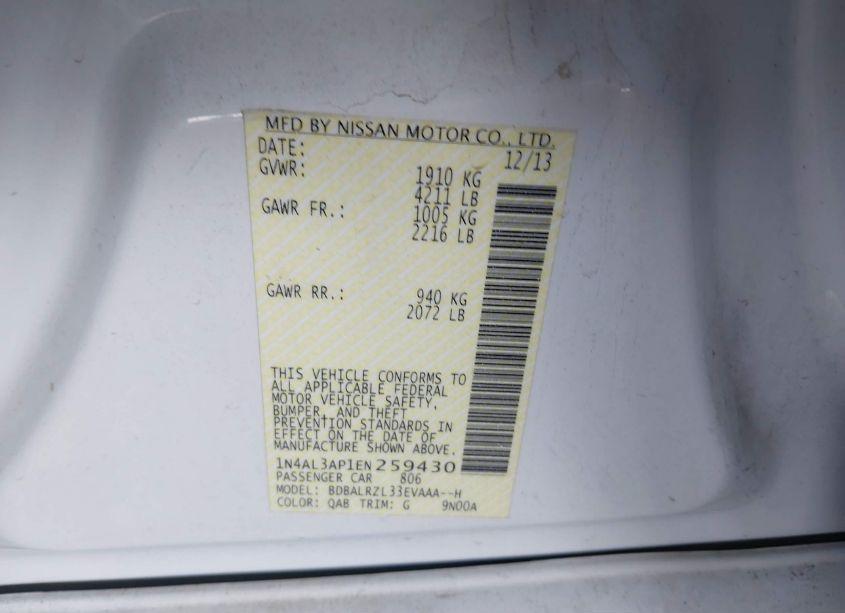 MFD BY NISSAN MOTOR CO., LTD.
DATE: 12/13
GVWR: 1910 KG
4211 LB
GAWR FR.: 1005 KG
2216 LB
GAWR RR.: 940 KG
2072 LB
THIS VEHICLE CONFORMS TO
ALL APPLICABLE FEDERAL
MOTOR VEHICLE SAFETY,
BUMPER, AND THEFT
PREVENTION STANDARDS IN
EFFECT ON THE DATE OF
MANUFACTURE SHOWN ABOVE.
1N4AL3AP1EN259430
PASSENGER CAR 806
MODEL: BDBALRZL33EVAAA--H
COLOR: QAB TRIM: G 9N00A